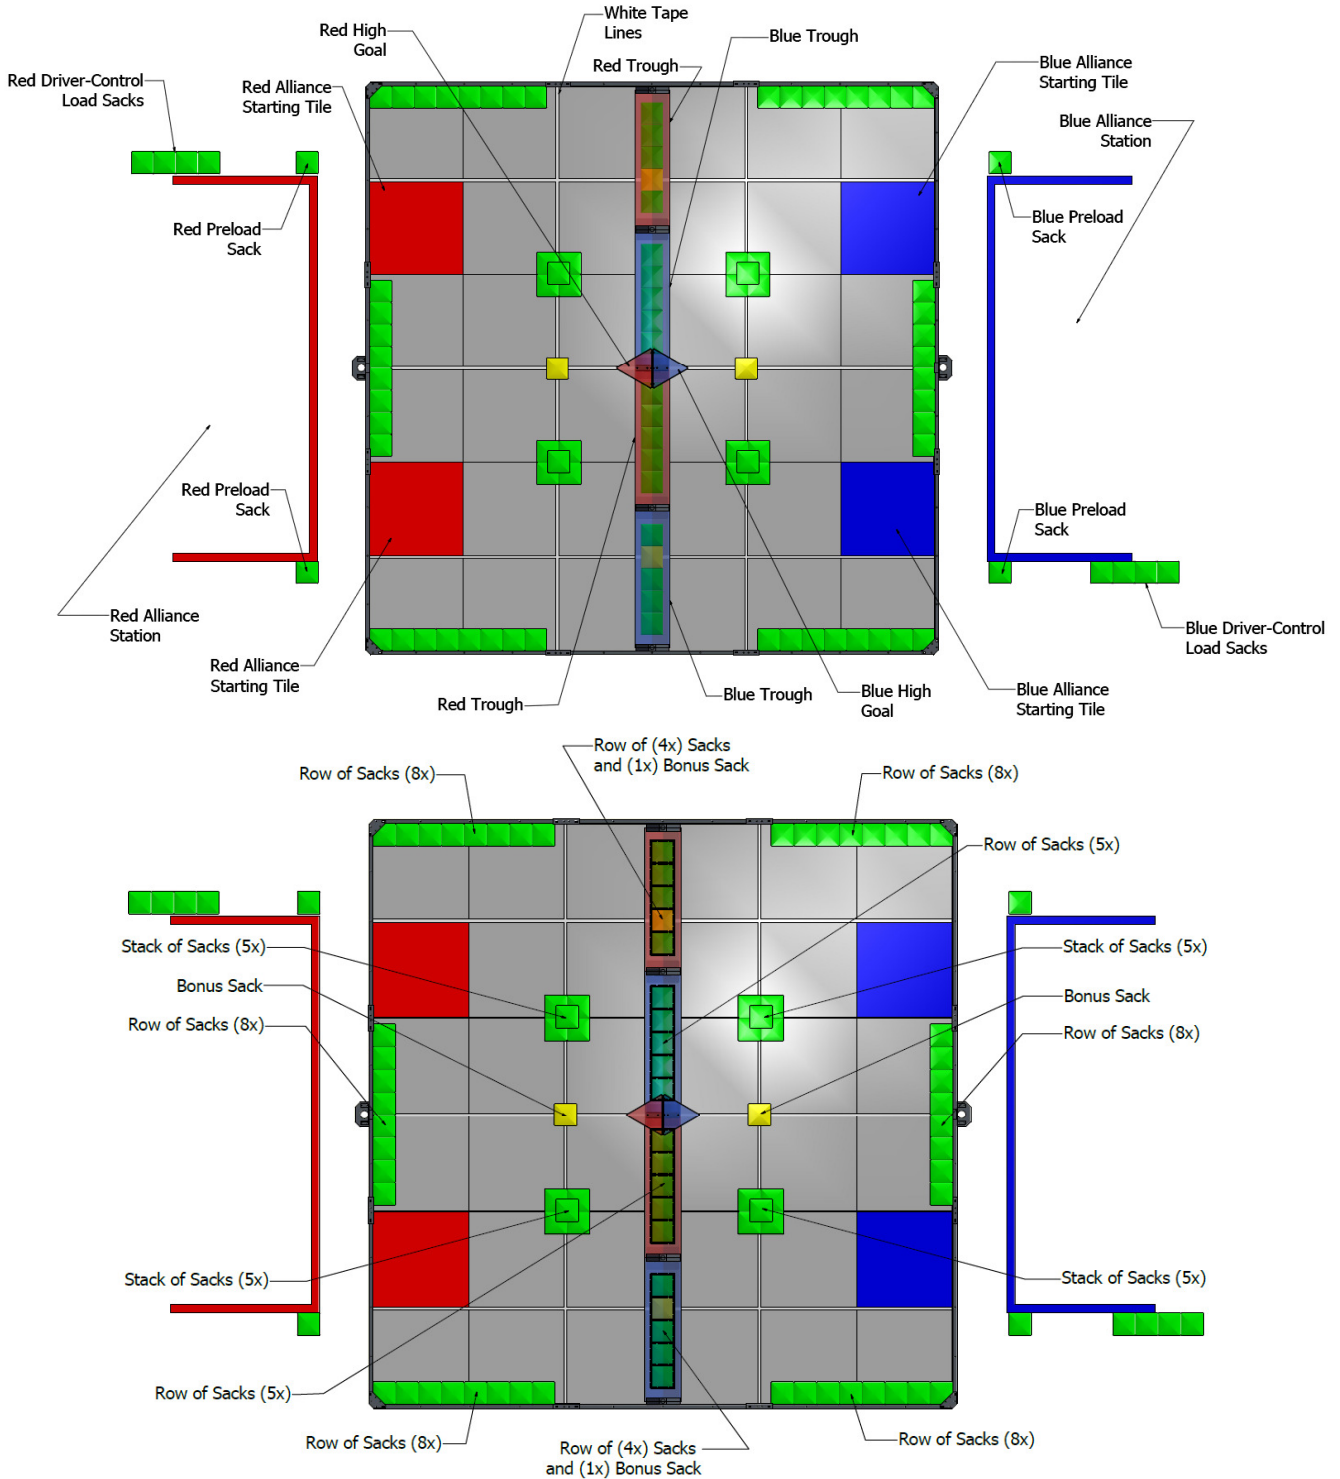 White Tape
Lines
Red High
Goal
Blue Trough
Red Trough
Blue Alliance
Starting Tile
Red Driver-Control
Load Sacks
Red Alliance
Starting Tile
Blue Alliance
Station
Red Preload
Sack
Blue Preload
Sack
Red Preload
Sack
Blue Preload
Sack
Red Alliance
Station
Blue Driver-Control
Load Sacks
Red Alliance
Starting Tile
Red Trough
Blue Trough
Blue High
Goal
Blue Alliance
Starting Tile
Row of (4x) Sacks
and (1x) Bonus Sack
Row of Sacks (8x)
Row of Sacks (8x)
Row of Sacks (5x)
Stack of Sacks (5x)
Stack of Sacks (5x)
Bonus Sack
Bonus Sack
Row of Sacks (8x)
Row of Sacks (8x)
Stack of Sacks (5x)
Stack of Sacks (5x)
Row of Sacks (5x)
Row of Sacks (8x)
Row of Sacks (8x)
Row of (4x) Sacks
and (1x) Bonus Sack